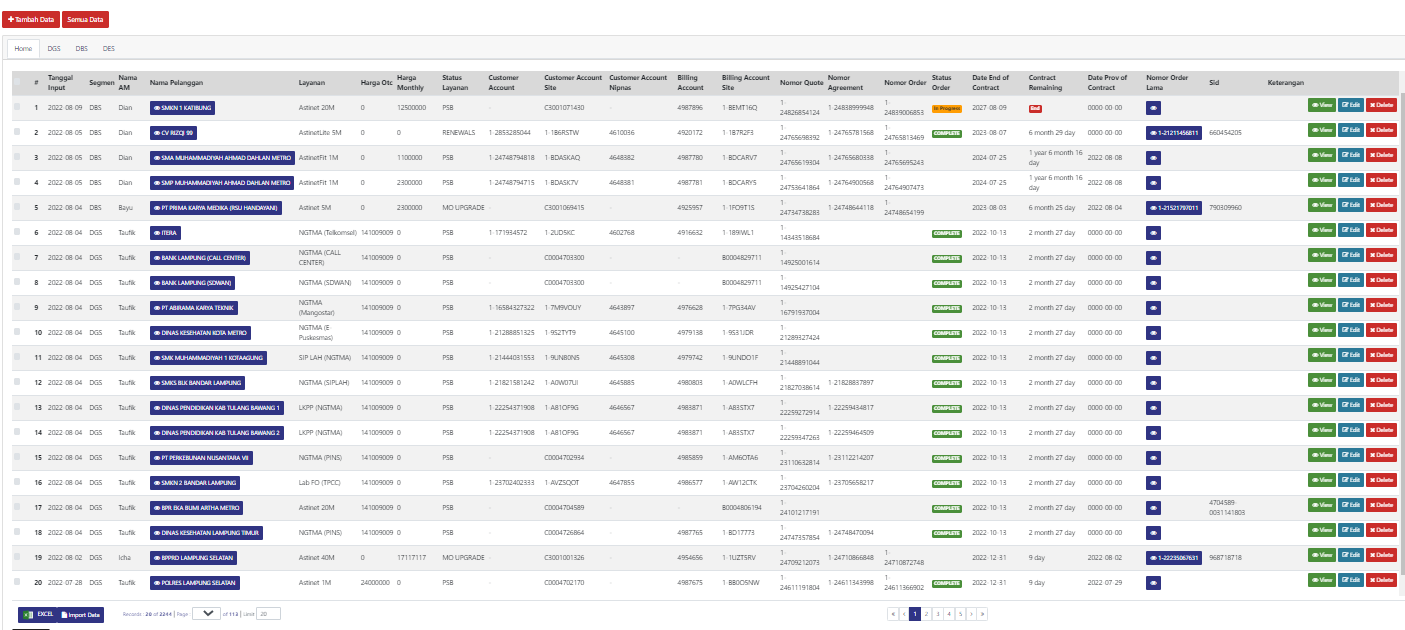 +Tambah Data Semua Data
Home DGS DBS DES
# Tanggal Input Segmen Nama AM Nama Pelanggan Layanan Harga Otc Harga Monthly Status Layanan Customer Account Customer Account Site Customer Account Nipnas Billing Account Billing Account Site Nomor Quote Nomor Agreement Nomor Order Status Order Date End of Contract Contract Remaining Date Prov of Contract Nomor Order Lama Sid Keterangan
1 2022-08-09 DBS Dian SMKN 1 KATIBUNG Astinet 20M 0 12500000 PSB - C3001071430 - 4987896 1-BEMT16Q 1-24826854124 1-24838999948 1-24839006853 In Progress 2027-08-09 End 0000-00-00 View Edit Delete
2 2022-08-05 DBS Dian CV RIZQI 99 AstinetLite 5M 0 0 RENEWALS 1-2853285044 1-1B6RSTW 4610036 4920172 1-1B7R2F3 1-24765698392 1-24765781568 1-24765813469 COMPLETE 2023-08-07 6 month 29 day 0000-00-00 1-21211456811 660454205 View Edit Delete
3 2022-08-05 DBS Dian SMA MUHAMMADIYAH AHMAD DAHLAN METRO AstinetFit 1M 0 1100000 PSB 1-24748794818 1-BDASKAQ 4648382 4987780 1-BDCARV7 1-24765619304 1-24765680338 1-24765695243 2024-07-25 1 year 6 month 16 day 2022-08-08 View Edit Delete
4 2022-08-05 DBS Dian SMP MUHAMMADIYAH AHMAD DAHLAN METRO AstinetFit 1M 0 2300000 PSB 1-24748794715 1-BDASK7V 4648381 4987781 1-BDCARY5 1-24753641864 1-24764900568 1-24764907473 2024-07-25 1 year 6 month 16 day 2022-08-08 View Edit Delete
5 2022-08-04 DBS Bayu PT PRIMA KARYA MEDIKA (RSU HANDAYANI) Astinet 5M 0 2300000 MO UPGRADE - C3001069415 - 4925957 1-1FO9T1S 1-24734738283 1-24748644118 1-24748654199 2023-08-03 6 month 25 day 2022-08-04 1-21521797011 790309960 View Edit Delete
6 2022-08-04 DGS Taufik ITERA NGTMA (Telkomsel) 141009009 0 PSB 1-171934572 1-2UD5KC 4602768 4916632 1-189IWL1 1-14343518684 COMPLETE 2022-10-13 2 month 27 day 0000-00-00 View Edit Delete
7 2022-08-04 DGS Taufik BANK LAMPUNG (CALL CENTER) NGTMA (CALL CENTER) 141009009 0 PSB - C0004703300 - - B0004829711 1-14925001614 COMPLETE 2022-10-13 2 month 27 day 0000-00-00 View Edit Delete
8 2022-08-04 DGS Taufik BANK LAMPUNG (SDWAN) NGTMA (SDWAN) 141009009 0 PSB - C0004703300 - B0004829711 1-14925427104 COMPLETE 2022-10-13 2 month 27 day 0000-00-00 View Edit Delete
9 2022-08-04 DGS Taufik PT ABIRAMA KARYA TEKNIK NGTMA (Mangostar) 141009009 0 PSB 1-16584327322 1-7M9VOUY 4643897 4976628 1-7PG34AV 1-16791937004 COMPLETE 2022-10-13 2 month 27 day 0000-00-00 View Edit Delete
10 2022-08-04 DGS Taufik DINAS KESEHATAN KOTA METRO NGTMA (E-Puskesmas) 141009009 0 PSB 1-21288851325 1-9S2TYT9 4645100 4979138 1-9S31JDR 1-21289327424 COMPLETE 2022-10-13 2 month 27 day 0000-00-00 View Edit Delete
11 2022-08-04 DGS Taufik SMK MUHAMMADIYAH 1 KOTAAGUNG SIP LAH (NGTMA) 141009009 0 PSB 1-21444031553 1-9UN80N5 4645308 4979742 1-9UNDO1F 1-21448891044 COMPLETE 2022-10-13 2 month 27 day 0000-00-00 View Edit Delete
12 2022-08-04 DGS Taufik SMKS BLK BANDAR LAMPUNG NGTMA (SIPLAH) 141009009 0 PSB 1-21821581242 1-A0W07UI 4645885 4980803 1-A0WLCFH 1-21827038614 1-21828837897 COMPLETE 2022-10-13 2 month 27 day 0000-00-00 View Edit Delete
13 2022-08-04 DGS Taufik DINAS PENDIDIKAN KAB TULANG BAWANG 1 LKPP (NGTMA) 141009009 0 PSB 1-22254371908 1-A81OF9G 4646567 4983871 1-A83STX7 1-22259272914 1-22259434817 COMPLETE 2022-10-13 2 month 27 day 0000-00-00 View Edit Delete
14 2022-08-04 DGS Taufik DINAS PENDIDIKAN KAB TULANG BAWANG 2 LKPP (NGTMA) 141009009 0 PSB 1-22254371908 1-A81OF9G 4646567 4983871 1-A83STX7 1-22259347263 1-22259464509 COMPLETE 2022-10-13 2 month 27 day 0000-00-00 View Edit Delete
15 2022-08-04 DGS Taufik PT PERKEBUNAN NUSANTARA VII NGTMA (PINS) 141009009 0 PSB - C0004702934 - 4985859 1-AM6OTA6 1-23110632814 1-23112214207 COMPLETE 2022-10-13 2 month 27 day 0000-00-00 View Edit Delete
16 2022-08-04 DGS Taufik SMKN 2 BANDAR LAMPUNG Lab FO (TPCC) 141009009 0 PSB 1-23702402333 1-AVZSQOT 4647855 4986577 1-AW12CTK 1-23704260204 1-23705658217 COMPLETE 2022-10-13 2 month 27 day 0000-00-00 View Edit Delete
17 2022-08-04 DGS Taufik BPR EKA BUMI ARTHA METRO Astinet 20M 141009009 0 PSB - C0004704589 - B0004806194 1-24101217191 COMPLETE 2022-10-13 2 month 27 day 0000-00-00 4704589-0031141803 View Edit Delete
18 2022-08-04 DGS Taufik DINAS KESEHATAN LAMPUNG TIMUR NGTMA (PINS) 141009009 0 PSB - C0004726864 - 4987765 1-BD17773 1-24747357854 1-24748470094 COMPLETE 2022-10-13 2 month 27 day 0000-00-00 View Edit Delete
19 2022-08-02 DGS Icha BPPRD LAMPUNG SELATAN Astinet 40M 0 17117117 MO UPGRADE - C3001001326 - 4954656 1-1UZT5RV 1-24709212073 1-24710866848 1-24710872748 2022-12-31 9 day 2022-08-02 1-22235067631 968718718 View Edit Delete
20 2022-07-28 DGS Taufik POLRES LAMPUNG SELATAN Astinet 1M 24000000 0 PSB - C0004702170 - 4987675 1-BB0O5NW 1-24611191804 1-24611343998 1-24611366902 COMPLETE 2022-12-31 9 day 2022-07-29 View Edit Delete
EXCEL Import Data Records : 20 of 2244 | Page of 113 | Limit 20 « ‹ 1 2 3 4 5 › »